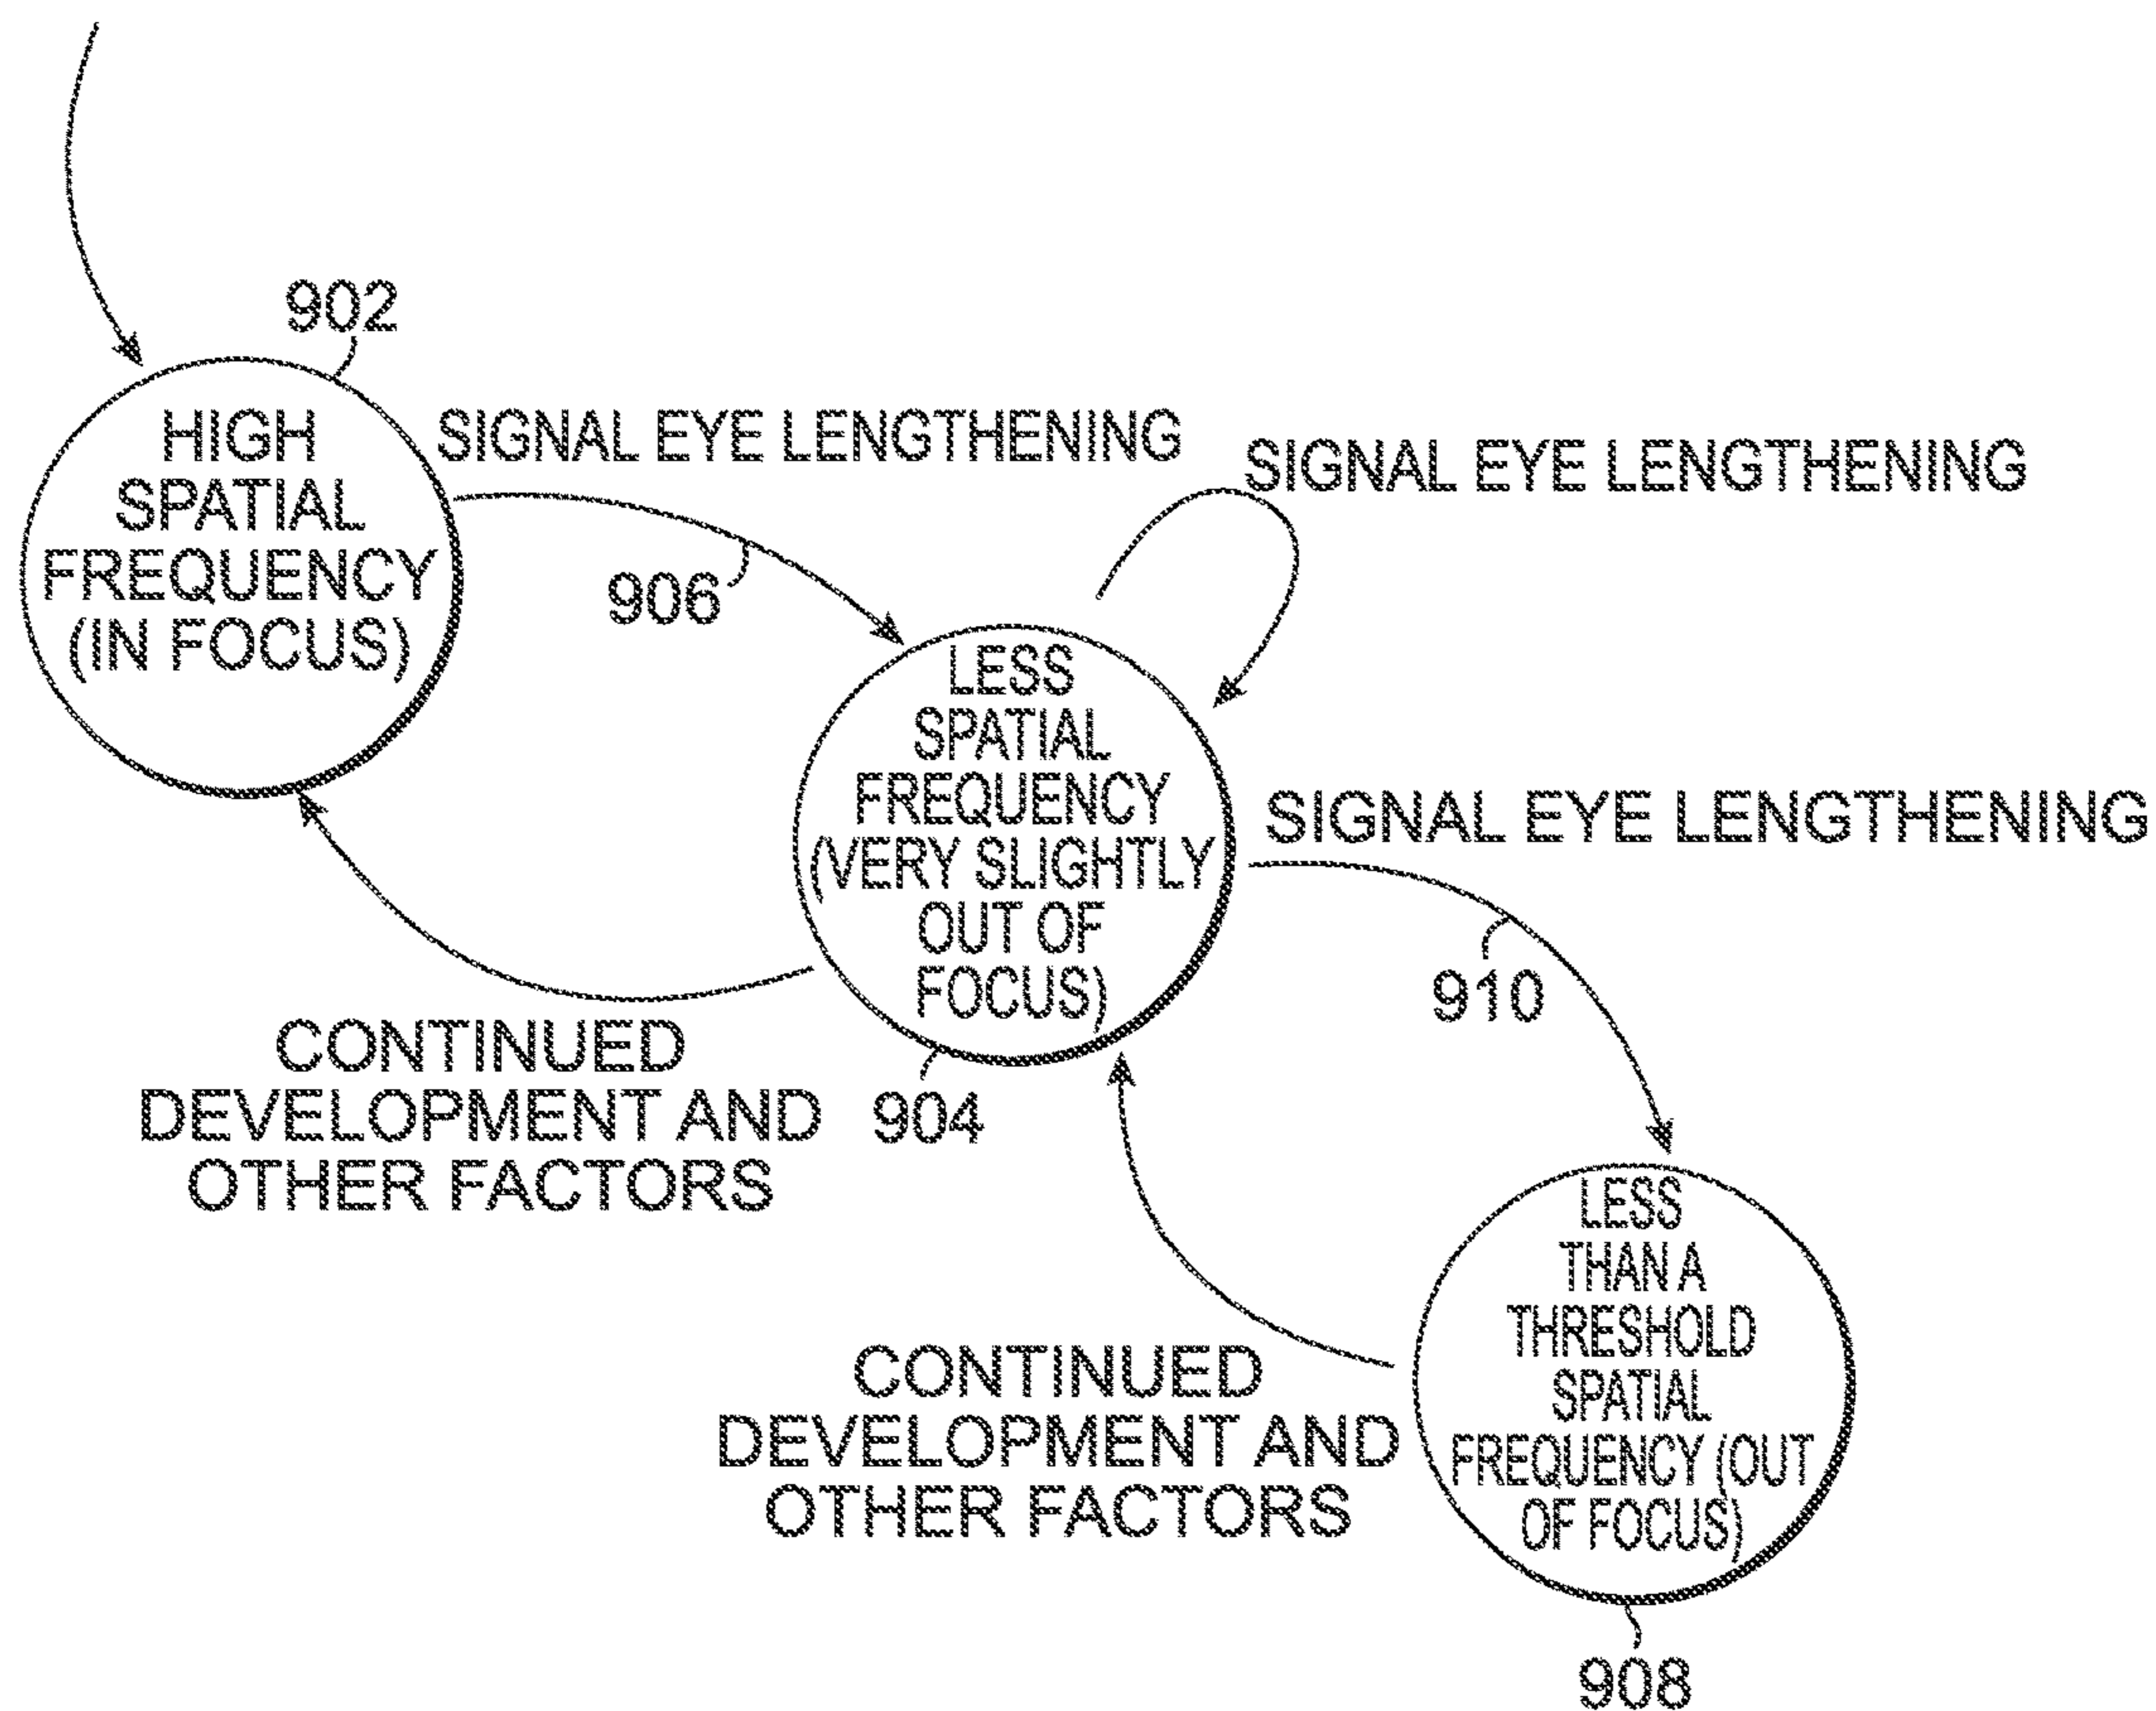 902
HIGH
SPATIAL
FREQUENCY
(IN FOCUS)
SIGNAL EYE LENGTHENING
906
SIGNAL EYE LENGTHENING
LESS
SPATIAL
FREQUENCY
(VERY SLIGHTLY
OUT OF
FOCUS)
904
SIGNAL EYE LENGTHENING
910
CONTINUED
DEVELOPMENT AND
OTHER FACTORS
CONTINUED
DEVELOPMENT AND
OTHER FACTORS
LESS
THAN A
THRESHOLD
SPATIAL
FREQUENCY (OUT
OF FOCUS)
908